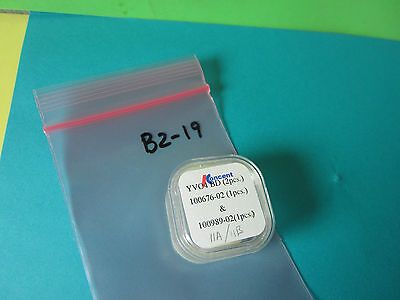 B2-19
Koncent
YVO4 BD (2pcs.)
100676-02 (1pcs.)
&
100989-02(1pcs.)
11A/11B